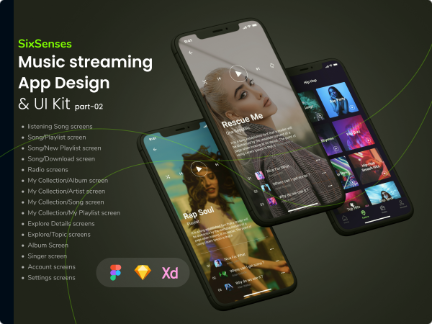 SixSenses
Music streaming
App Design
& UI Kit part-02
listening Song screens
Song/Playlist screen
Song/New Playlist screen
Song/Download screen
Radio screens
My Collection/Album screen
My Collection/Artist screen
My Collection/Song screen
My Collection/My Playlist screen
Explore Details screens
Explore/Topic screens
Album Screen
Singer screen
Account screens
Settings screens
Xd
Rescue Me
Rap Soul